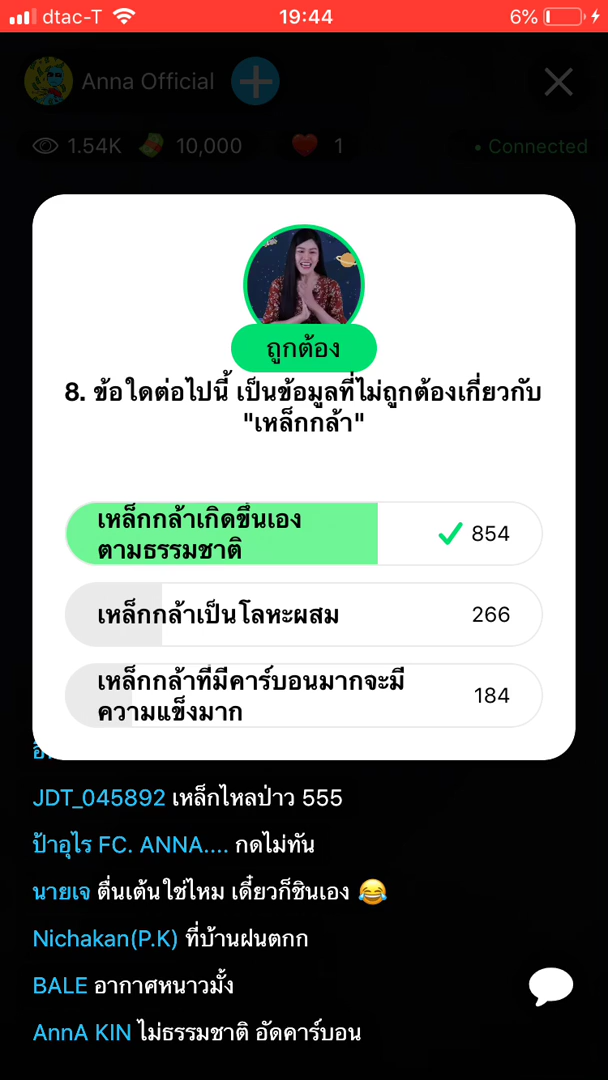 dtac-T 19:44 6%
Anna Official
1.54K 10,000 1 • Connected
ถูกต้อง
8. ข้อใดต่อไปนี้ เป็นข้อมูลที่ไม่ถูกต้องเกี่ยวกับ
"เหล็กกล้า"
เหล็กกล้าเกิดขึ้นเอง
ตามธรรมชาติ
854
เหล็กกล้าเป็นโลหะผสม 266
เหล็กกล้าที่มีคาร์บอนมากจะมี
ความแข็งมาก
184
JDT_045892 เหล็กไหลป่าว 555
ป้าอุไร FC. ANNA.... กดไม่ทัน
นายเจ ตื่นเต้นใช่ไหม เดี๋ยวก็ชินเอง 😂
Nichakan(P.K) ที่บ้านฝนตกก
BALE อากาศหนาวมั้ง
AnnA KIN ไม่ธรรมชาติ อัดคาร์บอน